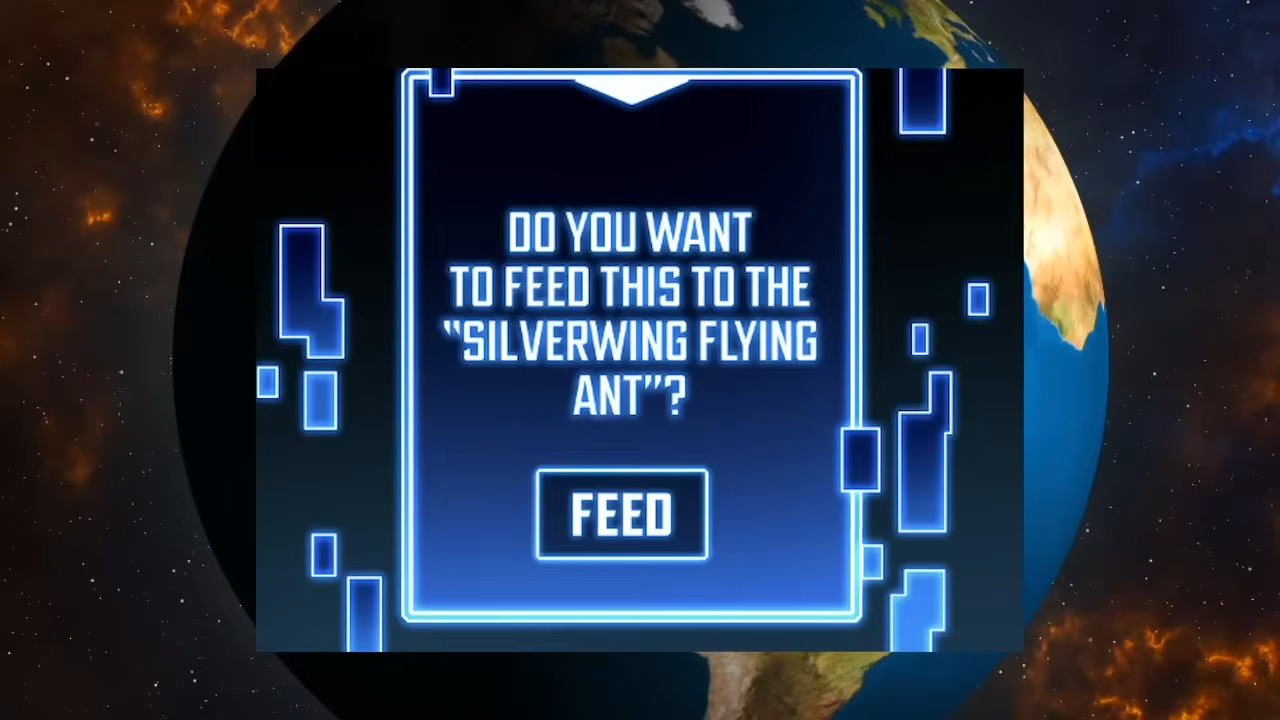 DO YOU WANT
TO FEED THIS TO THE
"SILVERWING FLYING
ANT"?
FEED